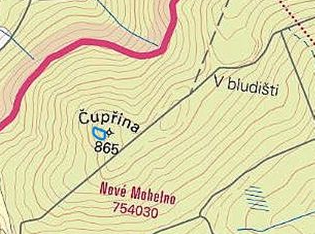 V bludišti
Čupřina
865
Nové Mohelno
754030